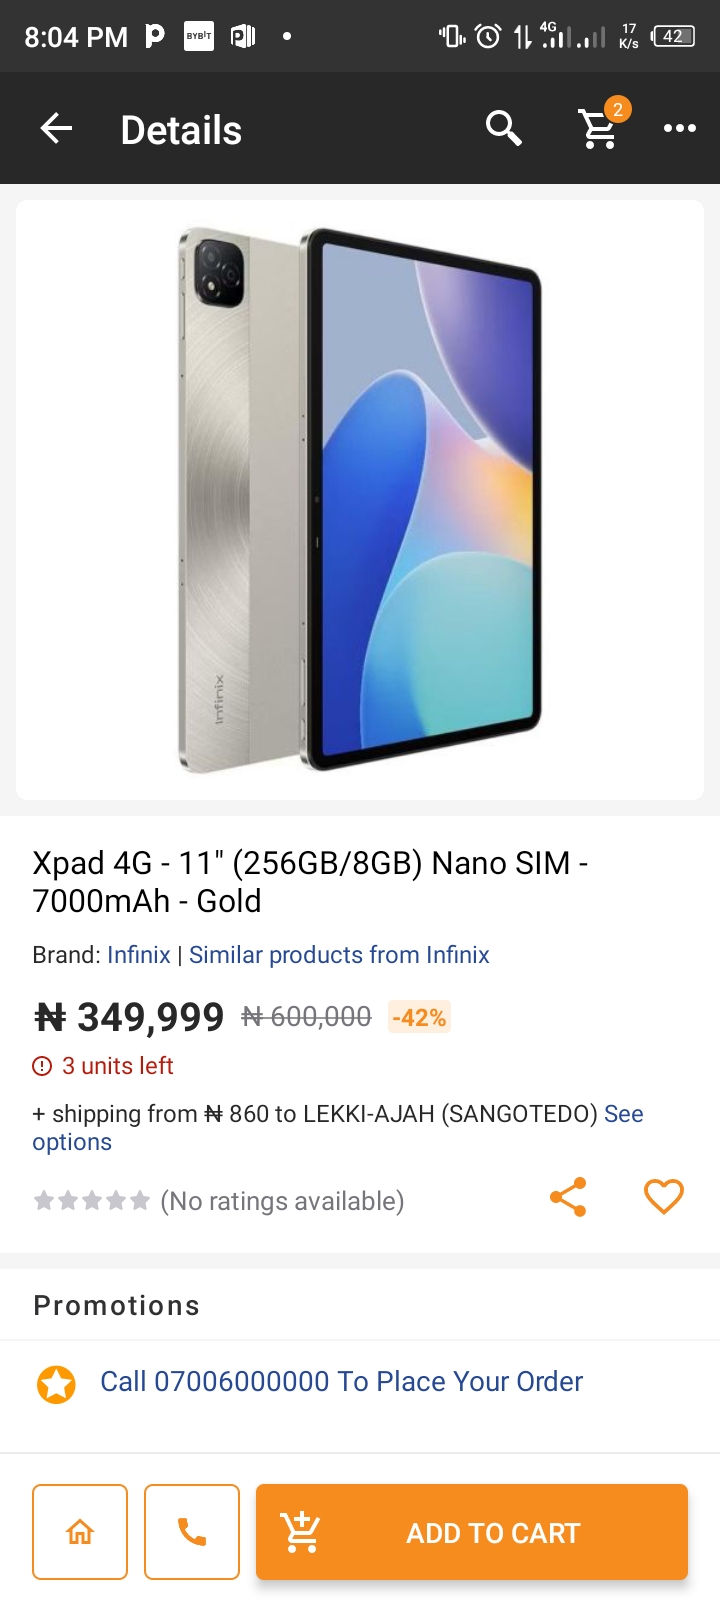 8:04 PM
BYBIT
4G
17
K/s
42
Details
2
Infinix
Xpad 4G - 11" (256GB/8GB) Nano SIM -
7000mAh - Gold
Brand: Infinix | Similar products from Infinix
₦ 349,999 ₦ 600,000 -42%
3 units left
+ shipping from ₦ 860 to LEKKI-AJAH (SANGOTEDO) See
options
(No ratings available)
Promotions
Call 07006000000 To Place Your Order
ADD TO CART